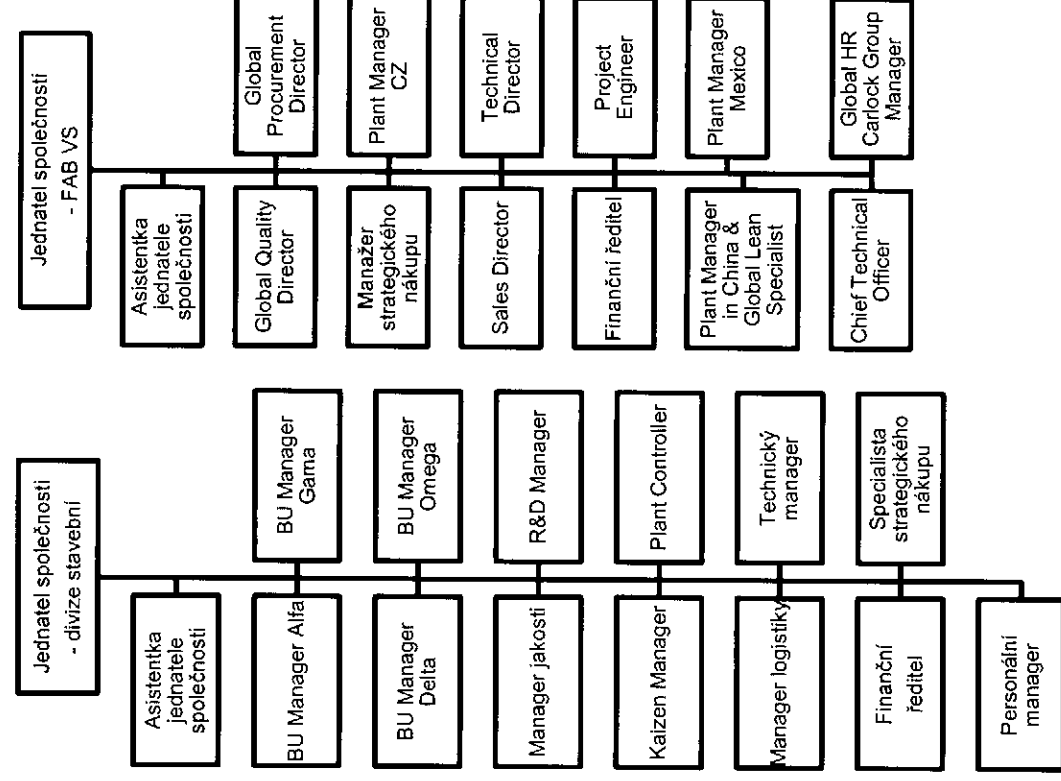 Jednatel společnosti
- divize stavební
Asistentka
jednatele
společnosti
BU Manager Alfa
BU Manager
Gama
BU Manager
Delta
BU Manager
Omega
Manager jakosti
R&D Manager
Kaizen Manager
Plant Controller
Manager logistiky
Technický
manager
Finanční
ředitel
Specialista
strategického
nákupu
Personální
manager
Jednatel společnosti
- FAB VS
Asistentka
jednatele
společnosti
Global Quality
Director
Global
Procurement
Director
Manažer
strategického
nákupu
Plant Manager
CZ
Sales Director
Technical
Director
Finanční ředitel
Project
Engineer
Plant Manager
in China &
Global Lean
Specialist
Plant Manager
Mexico
Chief Technical
Officer
Global HR
Carlock Group
Manager